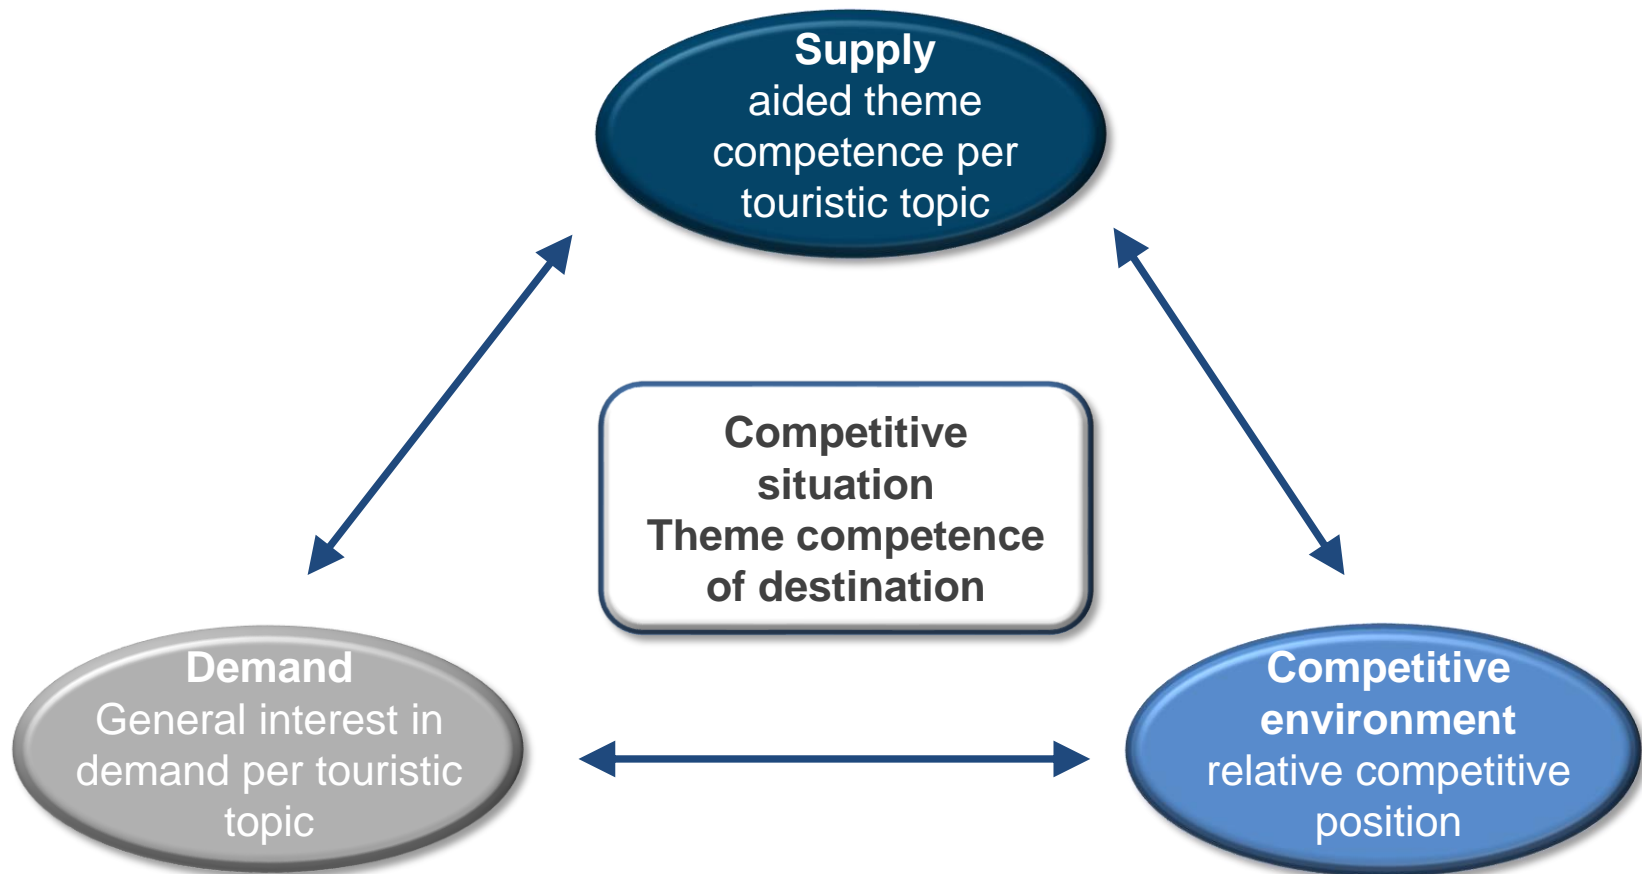 Supply
aided theme
competence per
touristic topic
Competitive
situation
Theme competence
of destination
Demand
General interest in
demand per touristic
topic
Competitive
environment
relative competitive
position